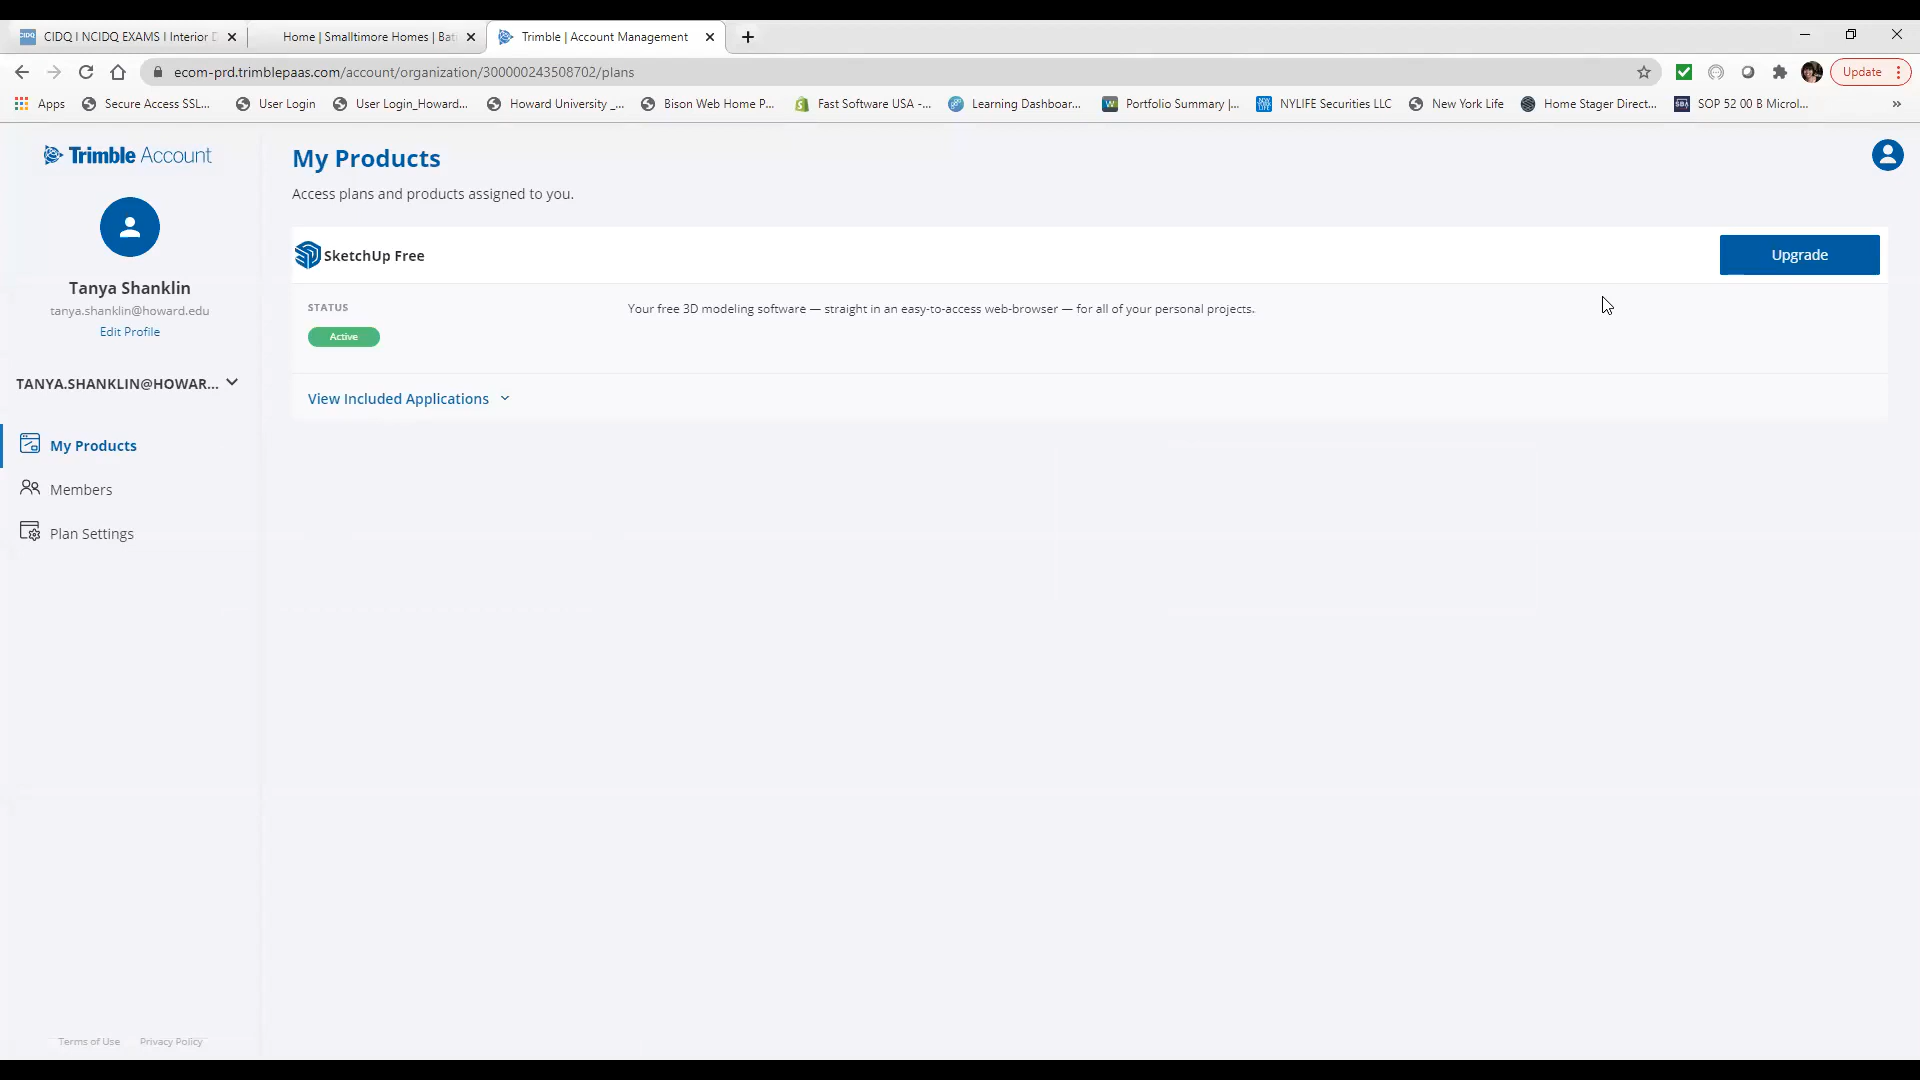 CIDQ I NCIDQ EXAMS I Interior D
Home | Smalltimore Homes | Balt
Trimble | Account Management
ecom-prd.trimblepaas.com/account/organization/300000243508702/plans
Update
Apps
Secure Access SSL...
User Login
User Login_Howard...
Howard University _...
Bison Web Home P...
Fast Software USA -...
Learning Dashboar...
Portfolio Summary |...
NYLIFE Securities LLC
New York Life
Home Stager Direct...
SOP 52 00 B Microl...
»
Trimble Account
My Products
Access plans and products assigned to you.
SketchUp Free
Upgrade
Tanya Shanklin
tanya.shanklin@howard.edu
Edit Profile
STATUS
Your free 3D modeling software — straight in an easy-to-access web-browser — for all of your personal projects.
Active
TANYA.SHANKLIN@HOWAR...
View Included Applications
My Products
Members
Plan Settings
Terms of Use
Privacy Policy